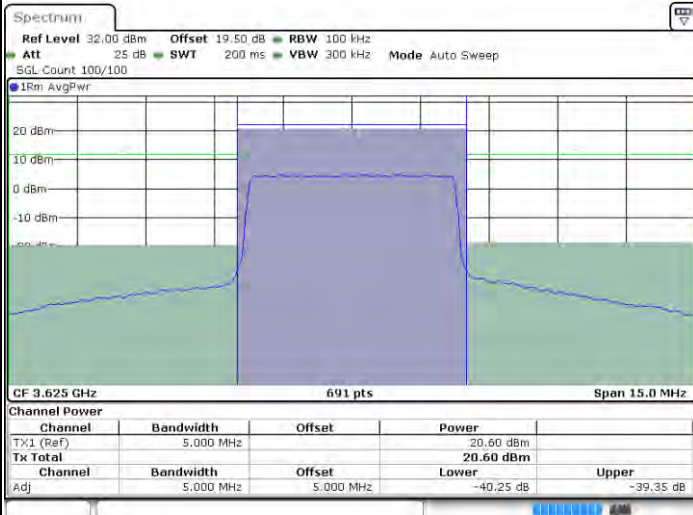 Spectrum
Ref Level 32.00 dBm Offset 19.50 dB RBW 100 kHz
Att 25 dB SWT 200 ms VBW 300 kHz Mode Auto Sweep
SGL Count 100/100
1Rm AvgPwr
20 dBm
10 dBm
0 dBm
-10 dBm
CF 3.625 GHz 691 pts Span 15.0 MHz
Channel Power
Channel Bandwidth Offset Power
TX1 (Ref) 5.000 MHz 20.60 dBm
Tx Total 20.60 dBm
Channel Bandwidth Offset Lower Upper
Adj 5.000 MHz 5.000 MHz -40.25 dB -39.35 dB